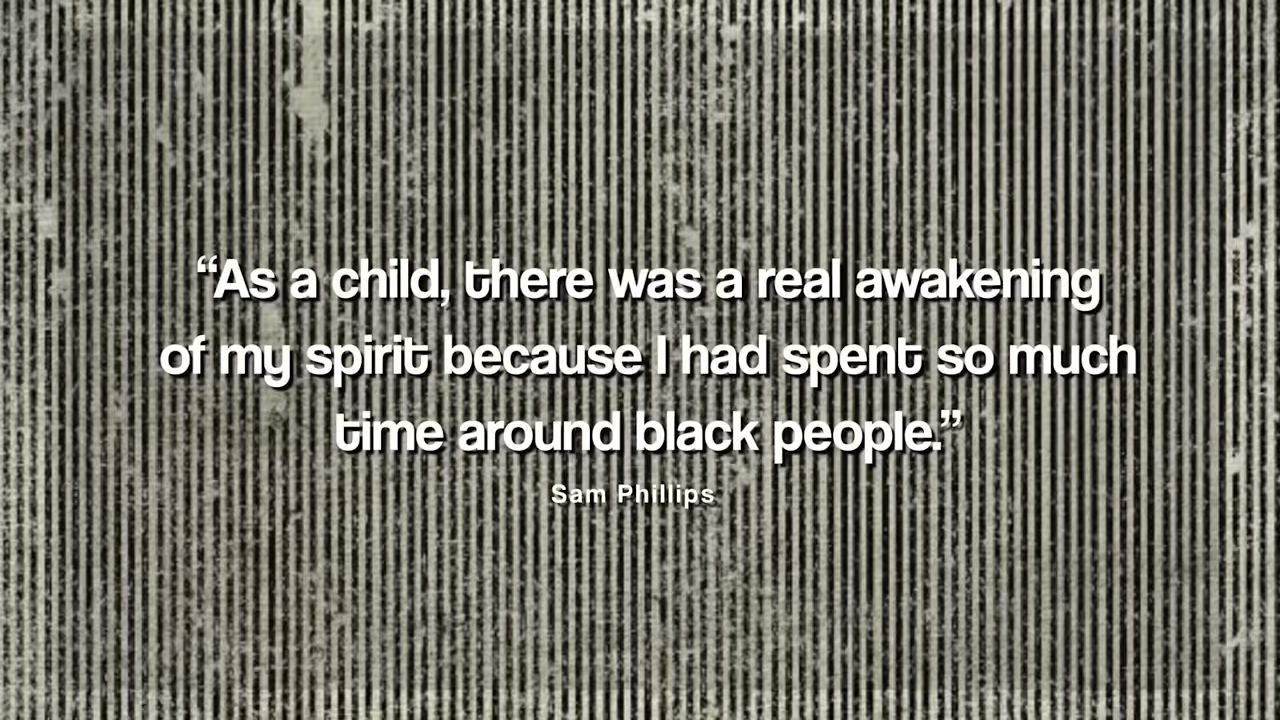 “As a child, there was a real awakening
of my spirit because I had spent so much
time around black people.”
Sam Phillips